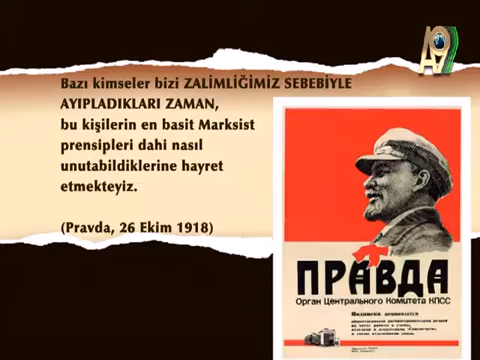 Bazı kimseler bizi ZALİMLİĞİMİZ SEBEBİYLE
AYIPLADIKLARI ZAMAN,
bu kişilerin en basit Marksist
prensipleri dahi nasıl
unutabildiklerine hayret
etmekteyiz.
(Pravda, 26 Ekim 1918)
A9
ПРАВДА
Орган Центрального Комитета КПСС